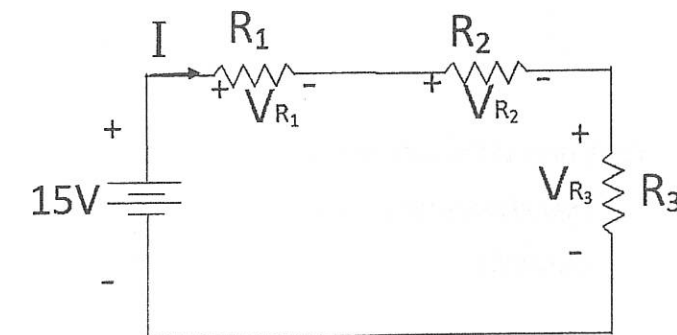 I
R1
R2
+
-
+
-
VR1
VR2
+
+
15V
VR3
R3
-
-